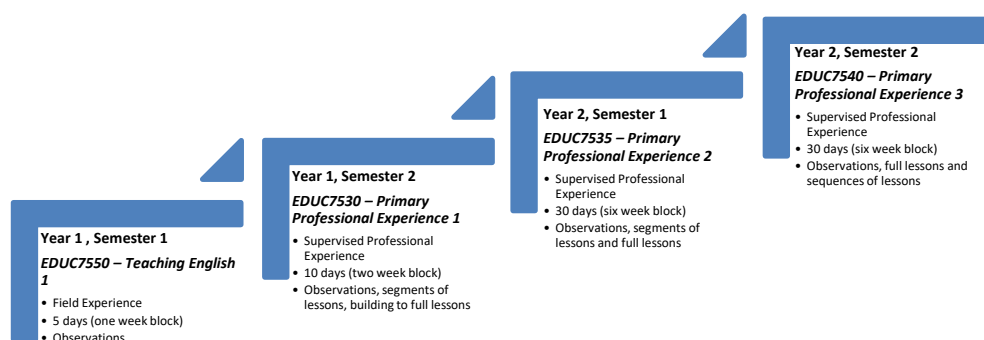 Year 1 , Semester 1
EDUC7550 – Teaching English
1
• Field Experience
• 5 days (one week block)
• Observations
Year 1, Semester 2
EDUC7530 – Primary
Professional Experience 1
• Supervised Professional
Experience
• 10 days (two week block)
• Observations, segments of
lessons, building to full lessons
Year 2, Semester 1
EDUC7535 – Primary
Professional Experience 2
• Supervised Professional
Experience
• 30 days (six week block)
• Observations, segments of
lessons and full lessons
Year 2, Semester 2
EDUC7540 – Primary
Professional Experience 3
• Supervised Professional
Experience
• 30 days (six week block)
• Observations, full lessons and
sequences of lessons